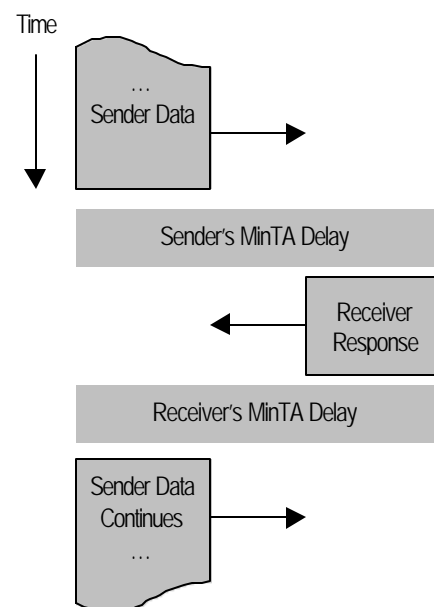 Time
…
Sender Data
Sender's MinTA Delay
Receiver
Response
Receiver's MinTA Delay
Sender Data
Continues
…